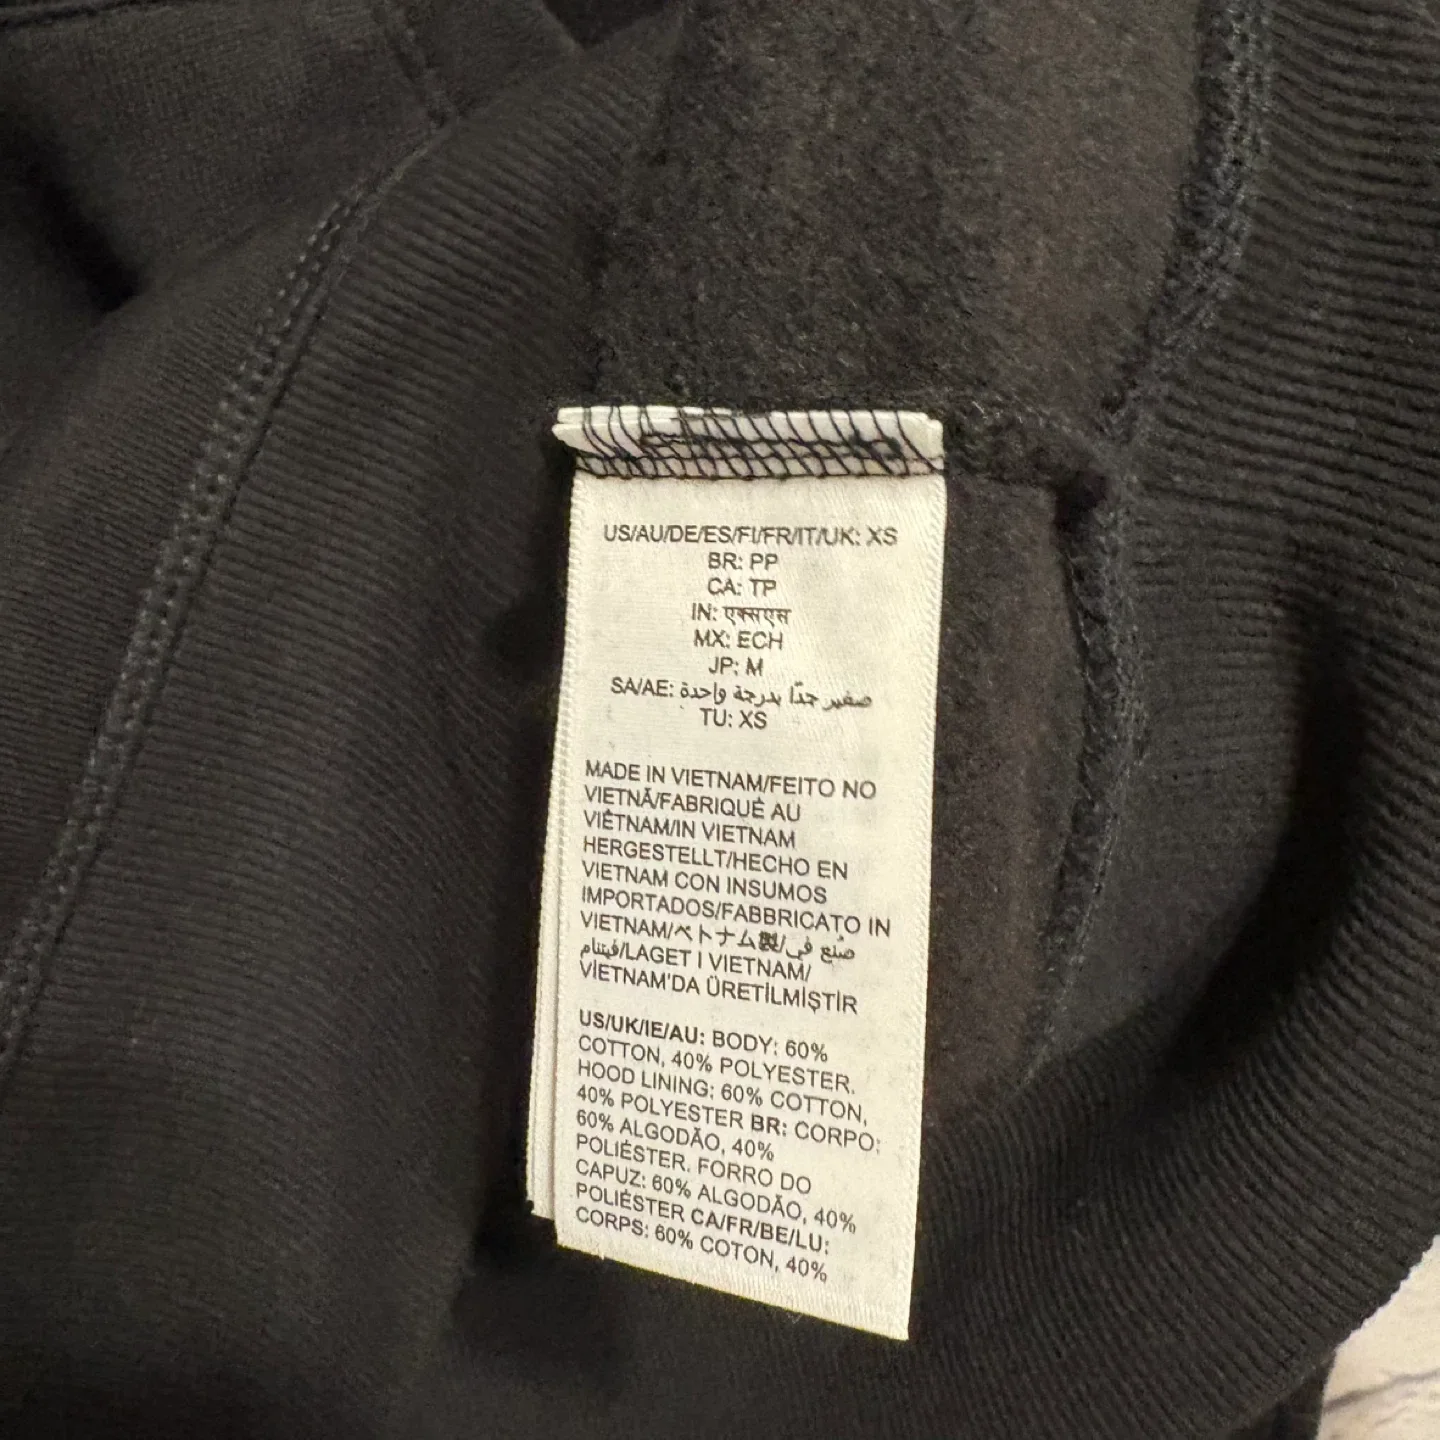 US/AU/DE/ES/FI/FR/IT/UK: XS
BR: PP
CA: TP
IN: एक्सएस
MX: ECH
JP: M
SA/AE: صغير جدًا بدرجة واحدة
TU: XS
MADE IN VIETNAM/FEITO NO
VIETNÃ/FABRIQUÉ AU
VIÊTNAM/IN VIETNAM
HERGESTELLT/HECHO EN
VIETNAM CON INSUMOS
IMPORTADOS/FABBRICATO IN
VIETNAM/ベトナム製/صُنع في
فيتنام/LAGET I VIETNAM/
VİETNAM'DA ÜRETİLMİŞTİR
US/UK/IE/AU: BODY: 60%
COTTON, 40% POLYESTER.
HOOD LINING: 60% COTTON,
40% POLYESTER BR: CORPO:
60% ALGODÃO, 40%
POLIÉSTER. FORRO DO
CAPUZ: 60% ALGODÃO, 40%
POLIÉSTER CA/FR/BE/LU:
CORPS: 60% COTON, 40%